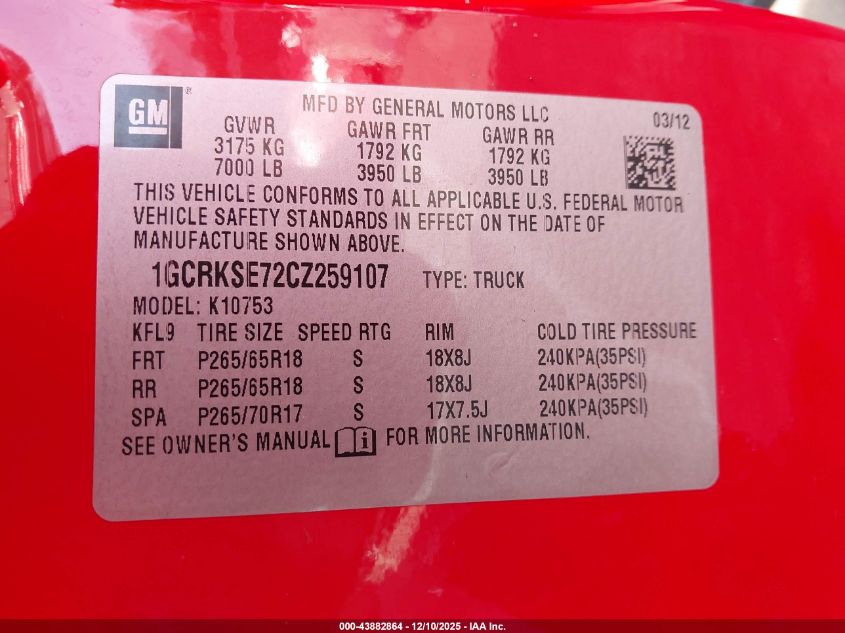 GM
MFD BY GENERAL MOTORS LLC
03/12
GVWR GAWR FRT GAWR RR
3175 KG 1792 KG 1792 KG
7000 LB 3950 LB 3950 LB
THIS VEHICLE CONFORMS TO ALL APPLICABLE U.S. FEDERAL MOTOR
VEHICLE SAFETY STANDARDS IN EFFECT ON THE DATE OF
MANUFACTURE SHOWN ABOVE.
1GCRKSE72CZ259107 TYPE: TRUCK
MODEL: K10753
KFL9 TIRE SIZE SPEED RTG RIM COLD TIRE PRESSURE
FRT P265/65R18 S 18X8J 240KPA(35PSI)
RR P265/65R18 S 18X8J 240KPA(35PSI)
SPA P265/70R17 S 17X7.5J 240KPA(35PSI)
SEE OWNER'S MANUAL i FOR MORE INFORMATION.
000-43882864 - 12/10/2025 - IAA Inc.